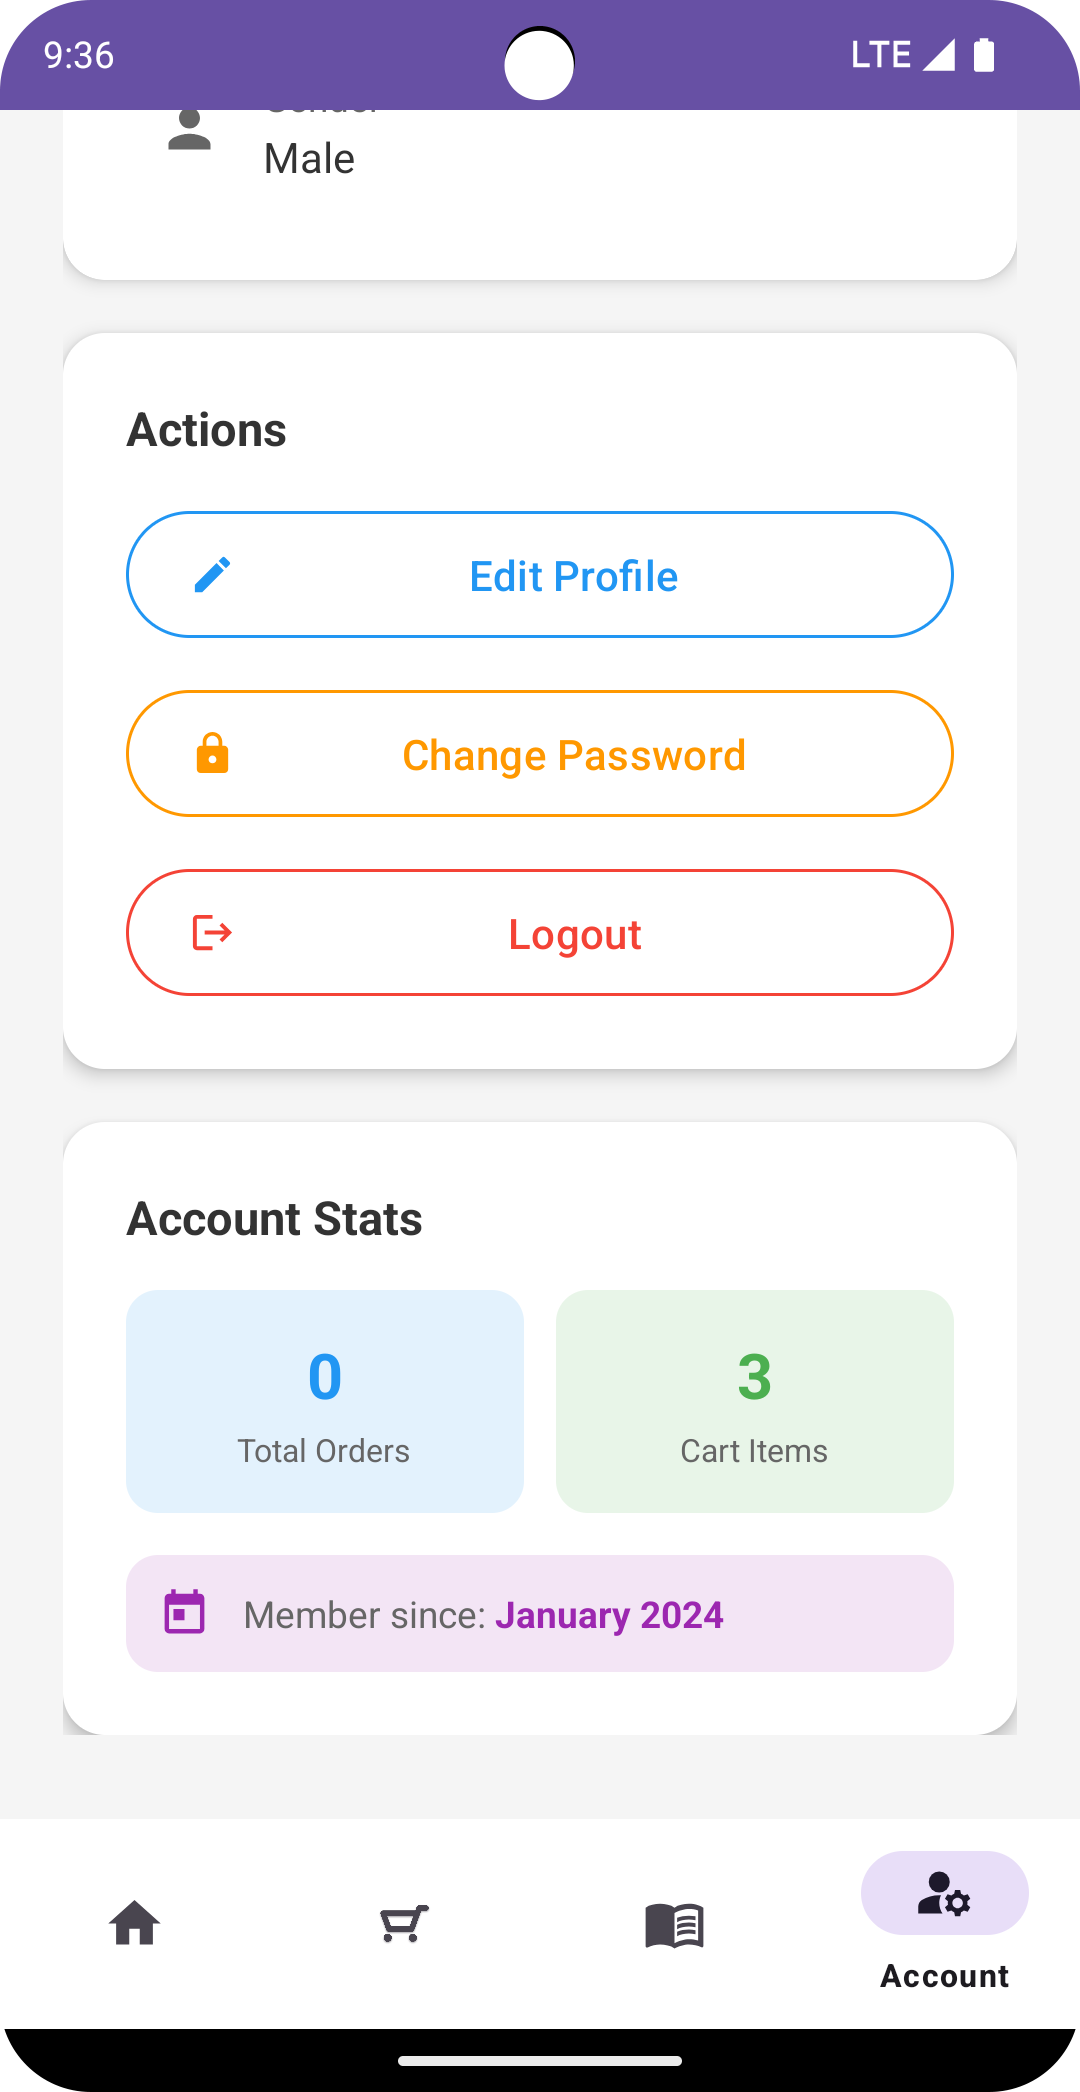 9:36
LTE
Male
Actions
Edit Profile
Change Password
Logout
Account Stats
0
Total Orders
3
Cart Items
Member since: January 2024
Account